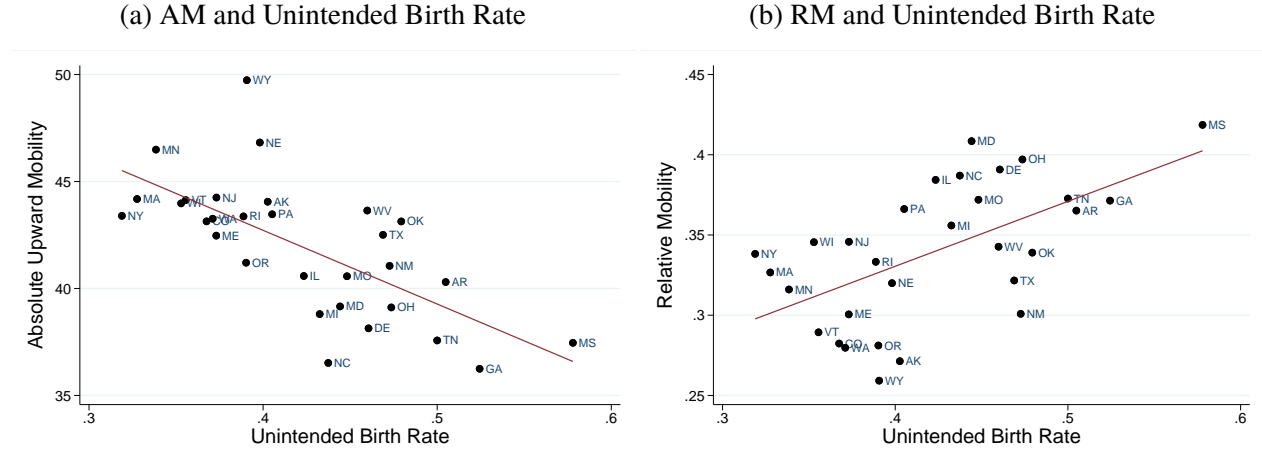 (a) AM and Unintended Birth Rate
Absolute Upward Mobility
50
45
40
35
WY
NE
MN
MA
VT
WI
NJ
AK
NY
WA
CO
RI
PA
ME
WV
OK
TX
OR
NM
IL
MO
AR
MD
OH
MI
DE
TN
MS
NC
GA
.3 .4 .5 .6
Unintended Birth Rate
(b) RM and Unintended Birth Rate
Relative Mobility
.45
.4
.35
.3
.25
MS
MD
OH
DE
NC
IL
MO
TN
GA
PA
AR
MI
WI
NJ
WV
NY
OK
RI
MA
TX
NE
MN
ME
NM
VT
CO
WA
OR
AK
WY
.3 .4 .5 .6
Unintended Birth Rate